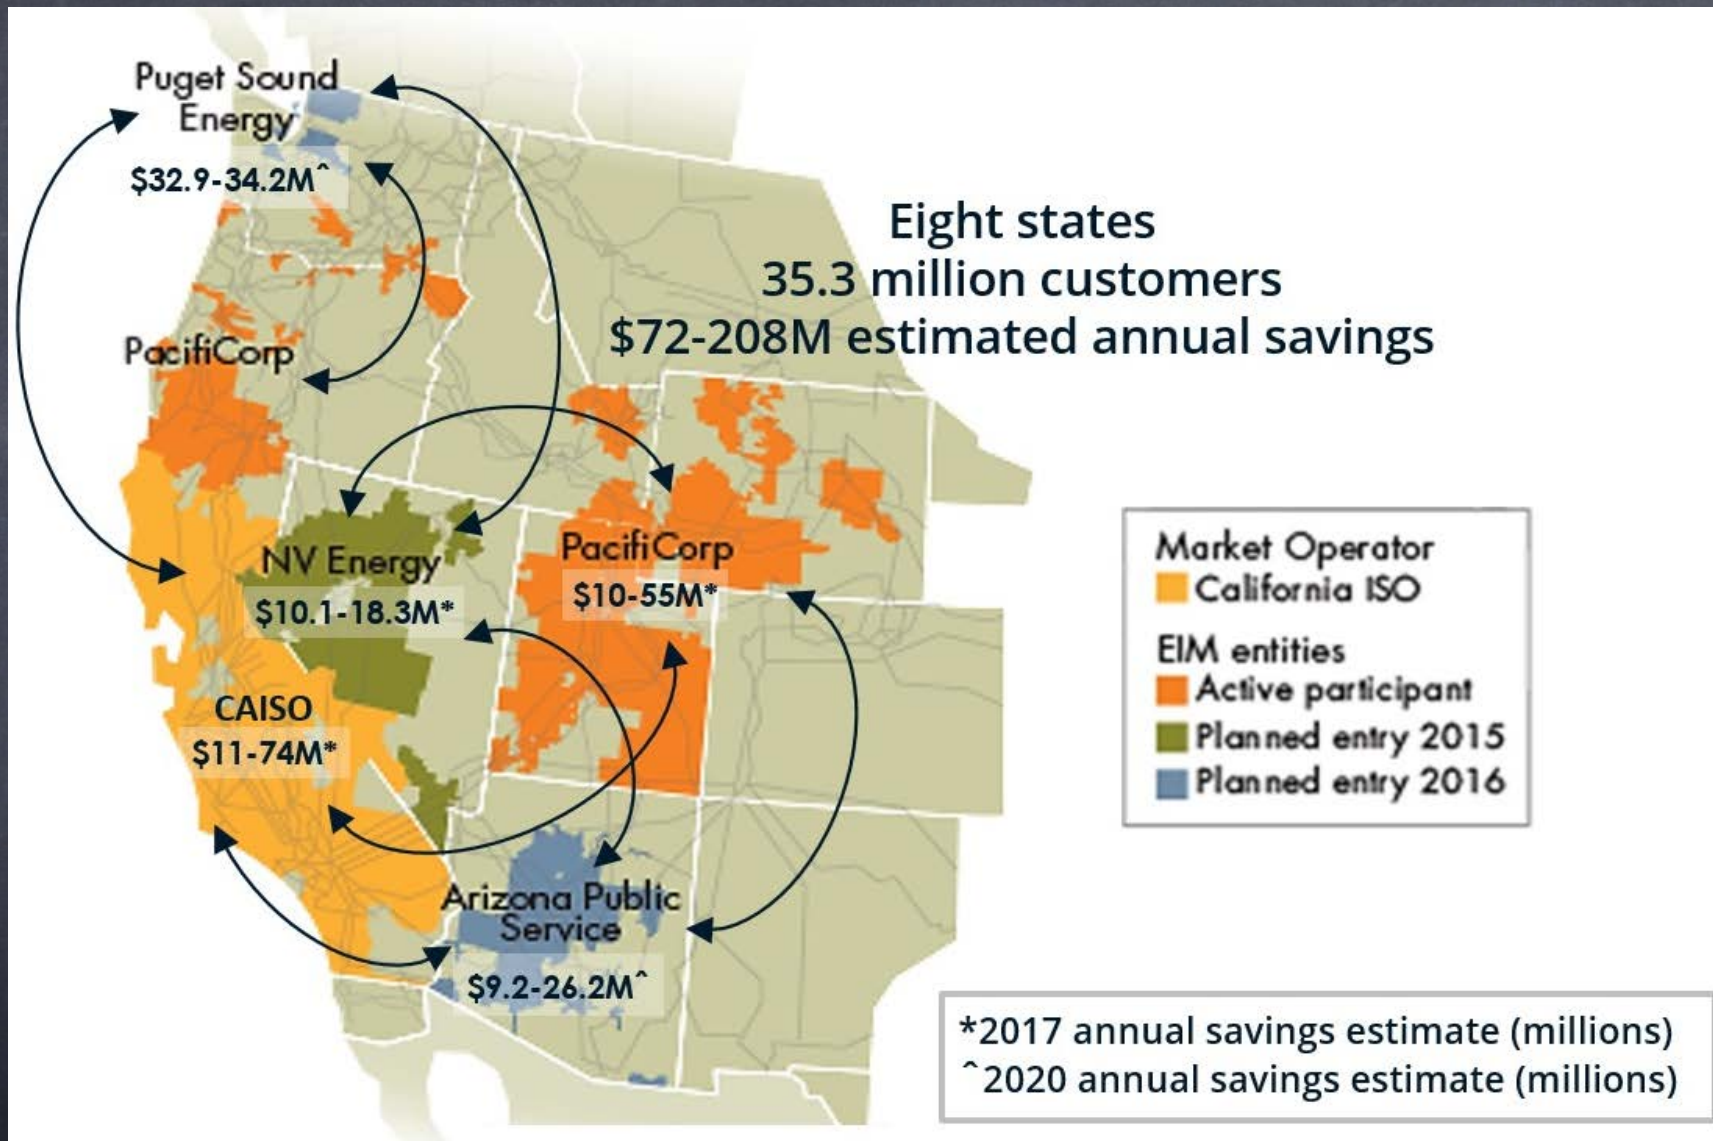 Puget Sound
Energy
$32.9-34.2M^
Eight states
35.3 million customers
$72-208M estimated annual savings
PacifiCorp
NV Energy
$10.1-18.3M*
PacifiCorp
$10-55M*
CAISO
$11-74M*
Arizona Public
Service
$9.2-26.2M^
Market Operator
California ISO
EIM entities
Active participant
Planned entry 2015
Planned entry 2016
*2017 annual savings estimate (millions)
^2020 annual savings estimate (millions)